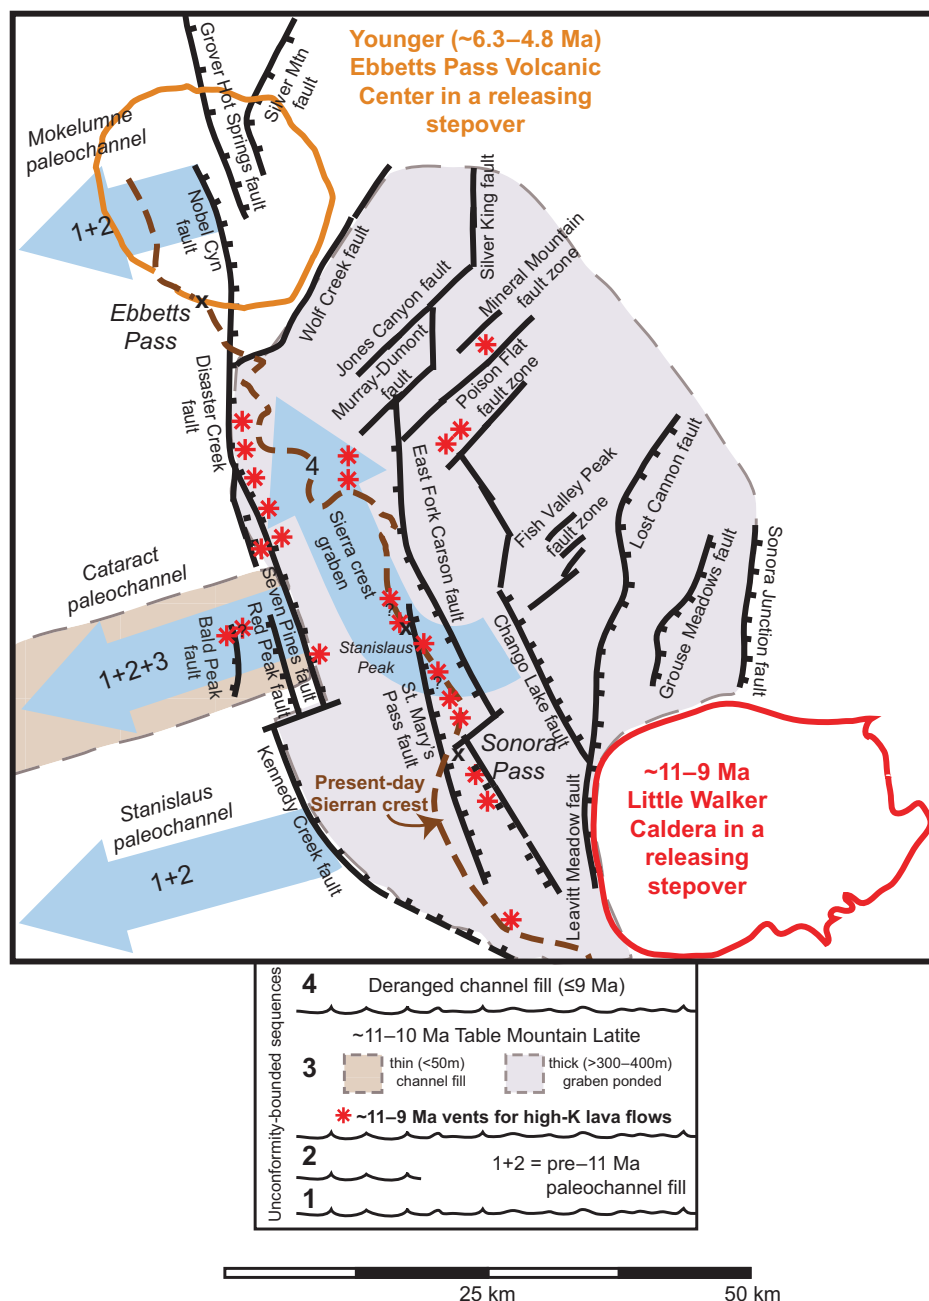 Younger (~6.3–4.8 Ma)
Ebbetts Pass Volcanic
Center in a releasing
stepover
Grover Hot Springs fault
Silver Mtn
fault
Mokelumne
paleochannel
1+2
Nobel Cyn
fault
Ebbetts
Pass
x
Wolf Creek fault
Silver King fault
Mineral Mountain
fault zone
Jones Canyon fault
Murray-Dumont
fault
Poison Flat
fault zone
Disaster Creek
fault
4
Sierra crest
graben
East Fork Carson fault
Fish Valley Peak
fault zone
Lost Cannon fault
Grouse Meadows fault
Sonora Junction fault
Cataract
paleochannel
1+2+3
Bald Peak
fault
Red Peak fault
Seven Pines fault
x
Stanislaus
Peak
St. Mary's
Pass fault
Chango Lake fault
x
Sonora
Pass
Kennedy Creek fault
Present-day
Sierran crest
Leavitt Meadow fault
~11–9 Ma
Little Walker
Caldera in a
releasing
stepover
Stanislaus
paleochannel
1+2
Unconformity-bounded sequences
4
Deranged channel fill (≤9 Ma)
~11–10 Ma Table Mountain Latite
3
thin (<50m)
channel fill
thick (>300–400m)
graben ponded
~11–9 Ma vents for high-K lava flows
2
1+2 = pre–11 Ma
paleochannel fill
1
25 km
50 km